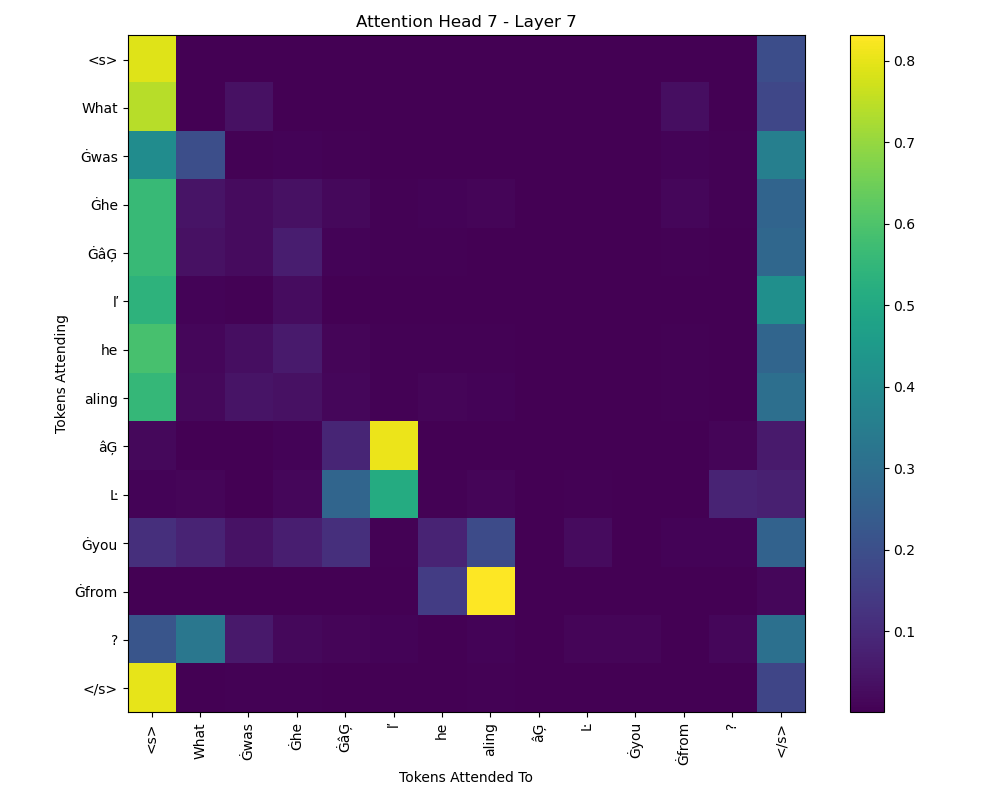 Attention Head 7 - Layer 7
<s>
What
Ġwas
Ġhe
ĠâĢ
ľ
he
aling
âĢ
Ŀ
Ġyou
Ġfrom
?
</s>
Tokens Attending
<s>
What
Ġwas
Ġhe
ĠâĢ
ľ
he
aling
âĢ
Ŀ
Ġyou
Ġfrom
?
</s>
Tokens Attended To
0.8
0.7
0.6
0.5
0.4
0.3
0.2
0.1